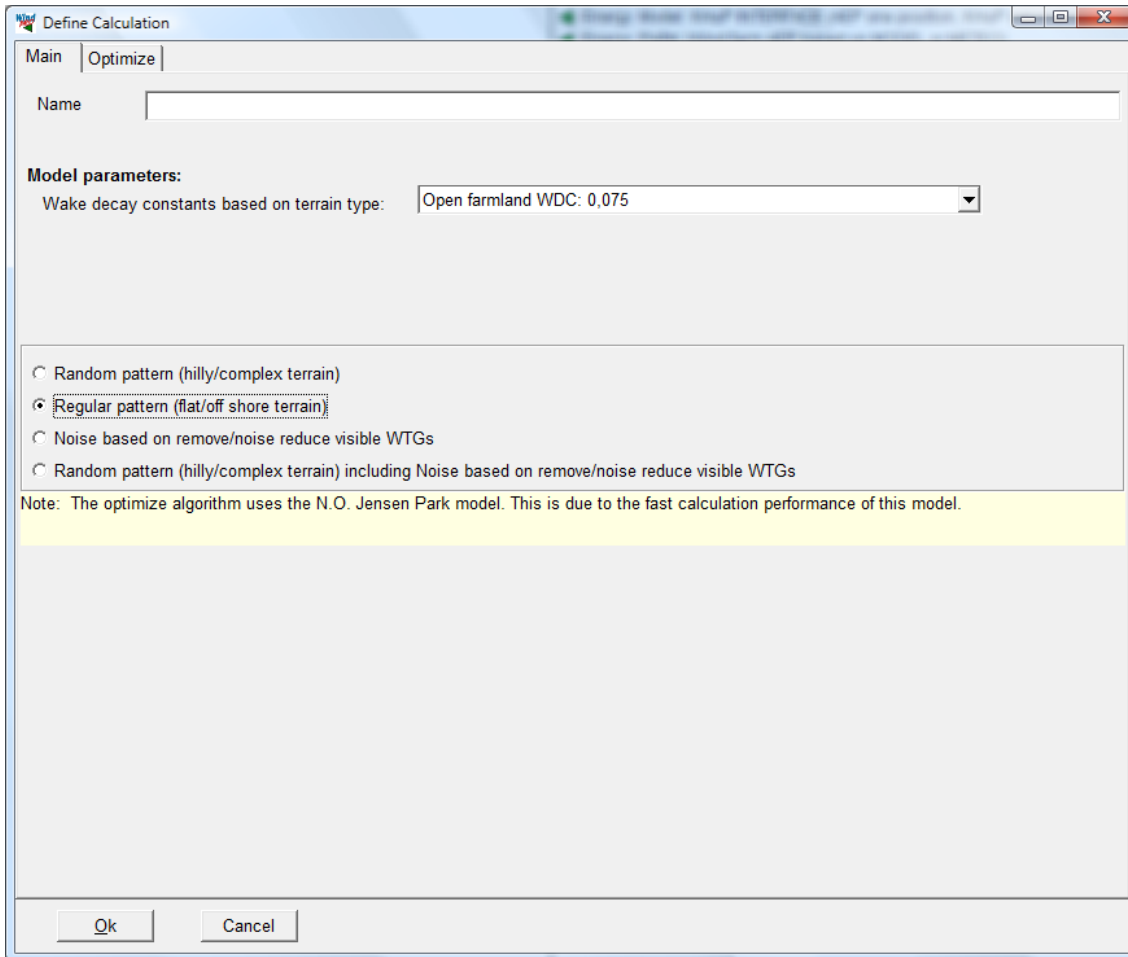 Define Calculation
Main
Optimize
Name
Model parameters:
Wake decay constants based on terrain type:
Open farmland WDC: 0,075
Random pattern (hilly/complex terrain)
Regular pattern (flat/off shore terrain)
Noise based on remove/noise reduce visible WTGs
Random pattern (hilly/complex terrain) including Noise based on remove/noise reduce visible WTGs
Note: The optimize algorithm uses the N.O. Jensen Park model. This is due to the fast calculation performance of this model.
Ok
Cancel